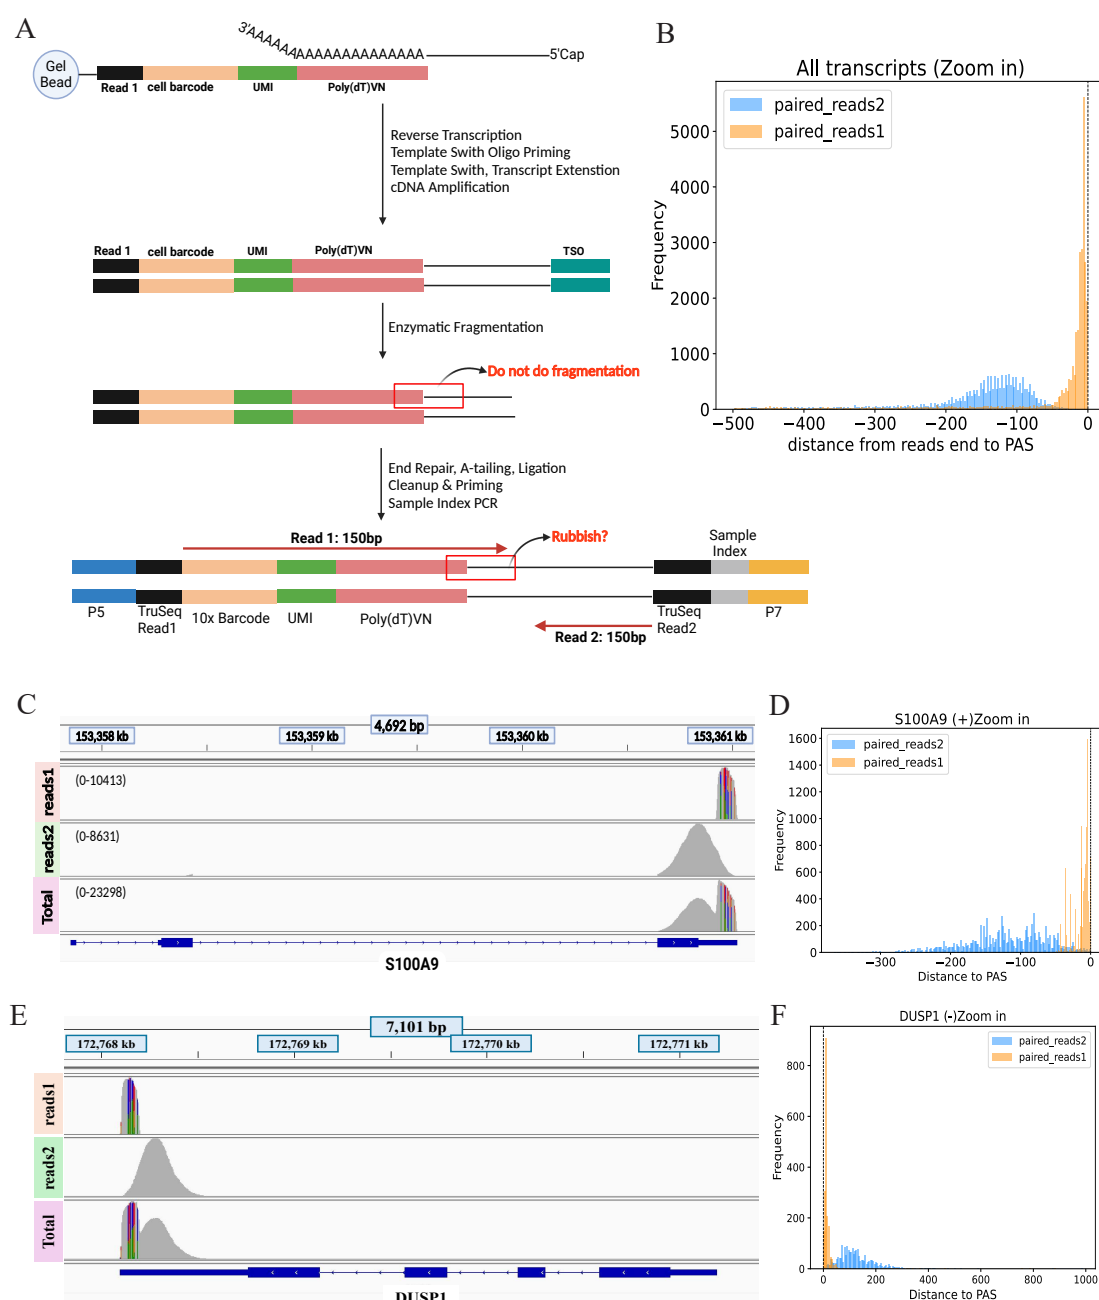 A
3'AAAAAAAAAAAAAAAAAAA
5'Cap
Gel
Bead
Read 1
cell barcode
UMI
Poly(dT)VN
Reverse Transcription
Template Swith Oligo Priming
Template Swith, Transcript Extenstion
cDNA Amplification
Read 1
cell barcode
UMI
Poly(dT)VN
TSO
Enzymatic Fragmentation
Do not do fragmentation
End Repair, A-tailing, Ligation
Cleanup & Priming
Sample Index PCR
Read 1: 150bp
Rubbish?
Sample
Index
P5
TruSeq
Read1
10x Barcode
UMI
Poly(dT)VN
TruSeq
Read2
P7
Read 2: 150bp
B
All transcripts (Zoom in)
paired_reads2
paired_reads1
Frequency
5000
4000
3000
2000
1000
0
−500 −400 −300 −200 −100 0
distance from reads end to PAS
C
4,692 bp
153,358 kb 153,359 kb 153,360 kb 153,361 kb
reads1
(0-10413)
reads2
(0-8631)
Total
(0-23298)
S100A9
D
S100A9 (+)Zoom in
paired_reads2
paired_reads1
Frequency
1600
1400
1200
1000
800
600
400
200
0
−300 −200 −100 0
Distance to PAS
E
7,101 bp
172,768 kb 172,769 kb 172,770 kb 172,771 kb
reads1
reads2
Total
DUSP1
F
DUSP1 (-)Zoom in
paired_reads2
paired_reads1
Frequency
800
600
400
200
0
0 200 400 600 800 1000
Distance to PAS